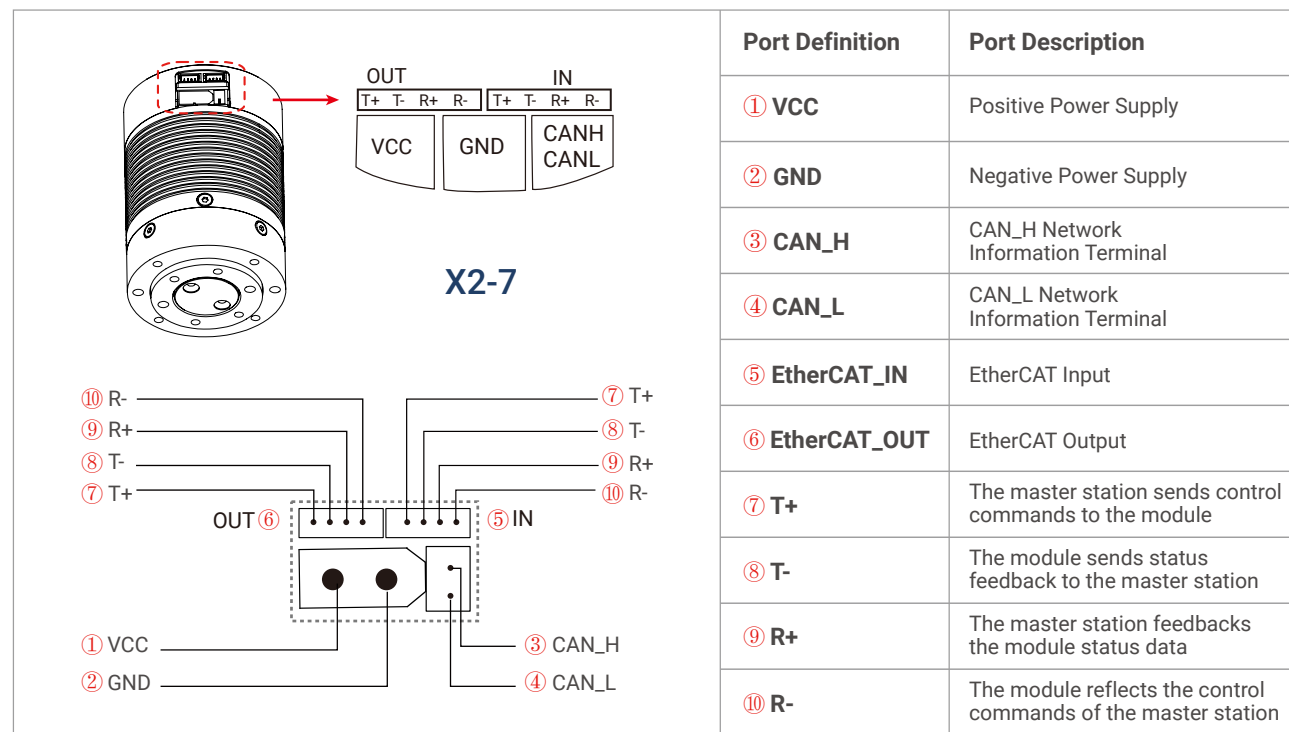 OUT IN
T+ T- R+ R- T+ T- R+ R-
VCC GND CANH
CANL
X2-7
⑩ R-
⑨ R+
⑧ T-
⑦ T+
⑦ T+
⑧ T-
⑨ R+
⑩ R-
OUT ⑥
⑤ IN
① VCC
② GND
③ CAN_H
④ CAN_L
Port Definition Port Description
① VCC Positive Power Supply
② GND Negative Power Supply
③ CAN_H CAN_H Network
Information Terminal
④ CAN_L CAN_L Network
Information Terminal
⑤ EtherCAT_IN EtherCAT Input
⑥ EtherCAT_OUT EtherCAT Output
⑦ T+ The master station sends control
commands to the module
⑧ T- The module sends status
feedback to the master station
⑨ R+ The master station feedbacks
the module status data
⑩ R- The module reflects the control
commands of the master station